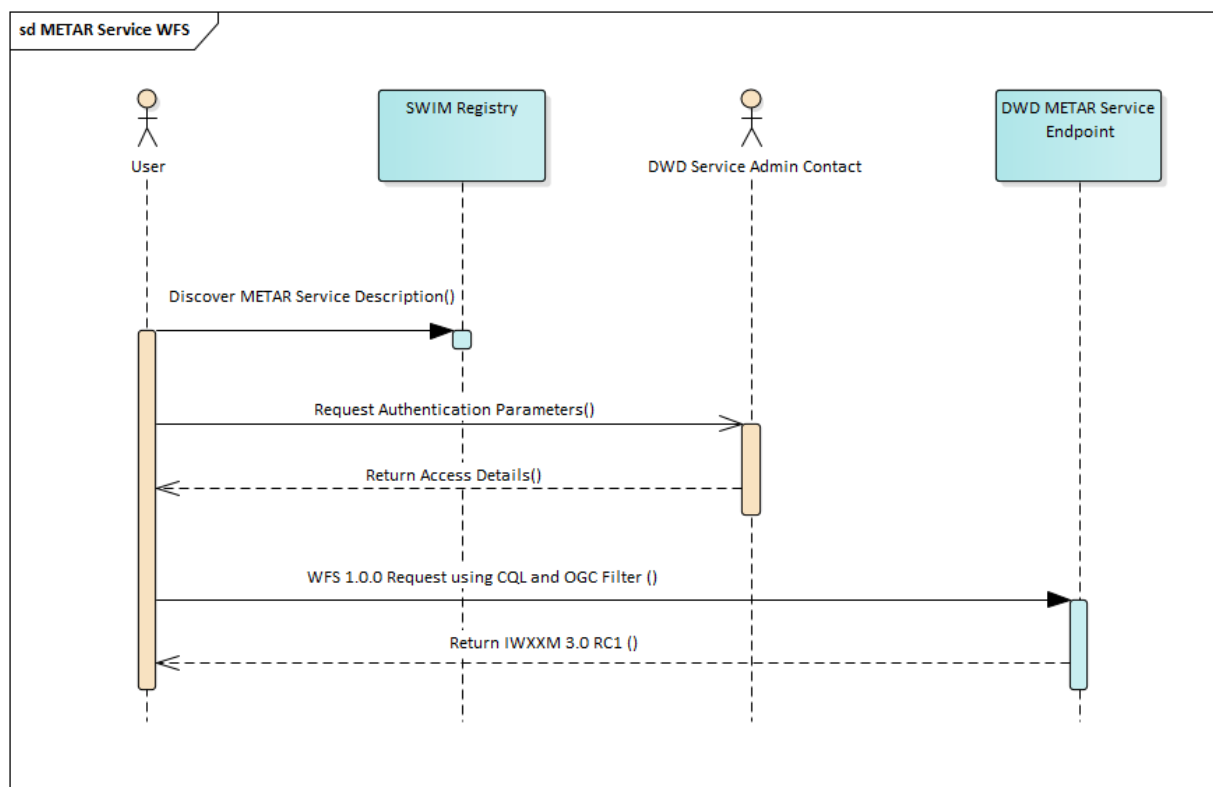 sd METAR Service WFS
User
SWIM Registry
DWD Service Admin Contact
DWD METAR Service
Endpoint
Discover METAR Service Description()
Request Authentication Parameters()
Return Access Details()
WFS 1.0.0 Request using CQL and OGC Filter ()
Return IWXXM 3.0 RC1 ()